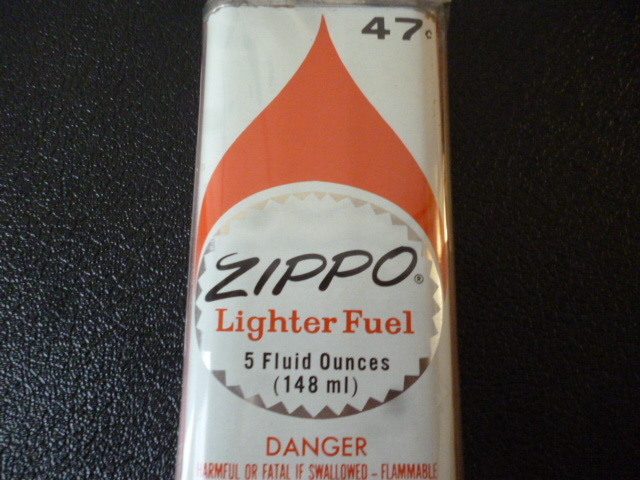 47¢
ZIPPO®
Lighter Fuel
5 Fluid Ounces
(148 ml)
DANGER
HARMFUL OR FATAL IF SWALLOWED - FLAMMABLE